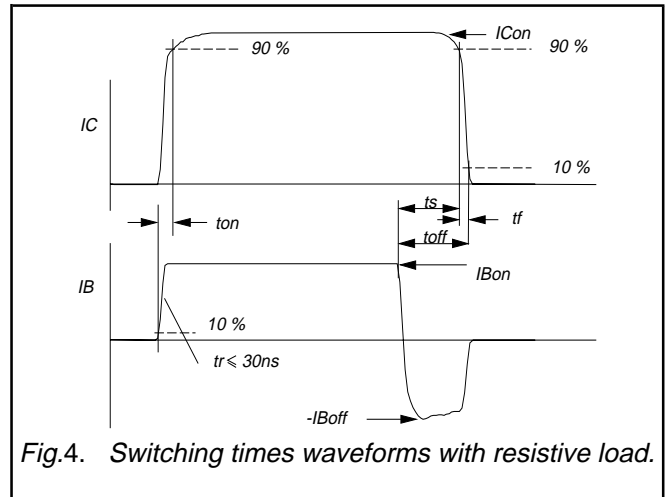 ICon
90 %
90 %
IC
10 %
ts
ton
tf
toff
IB
IBon
10 %
tr ⩽ 30ns
-IBoff
Fig.4. Switching times waveforms with resistive load.